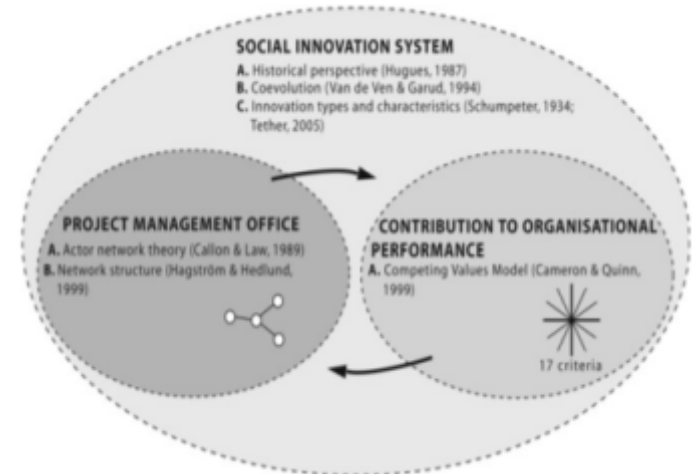 SOCIAL INNOVATION SYSTEM
A. Historical perspective (Hugues, 1987)
B. Coevolution (Van de Ven & Garud, 1994)
C. Innovation types and characteristics (Schumpeter, 1934;
Tether, 2005)
PROJECT MANAGEMENT OFFICE
A. Actor network theory (Callon & Law, 1989)
B. Network structure (Hagström & Hedlund,
1999)
CONTRIBUTION TO ORGANISATIONAL
PERFORMANCE
A. Competing Values Model (Cameron & Quinn,
1999)
17 criteria